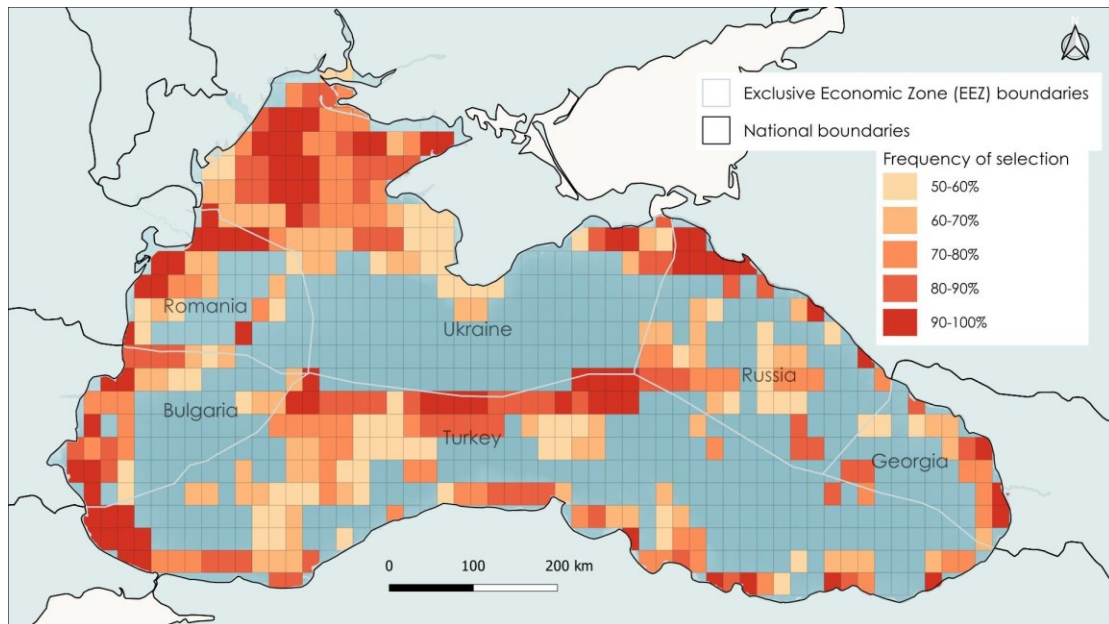 N
Exclusive Economic Zone (EEZ) boundaries
National boundaries
Frequency of selection
50-60%
60-70%
70-80%
80-90%
90-100%
Romania
Ukraine
Russia
Bulgaria
Turkey
Georgia
0 100 200 km